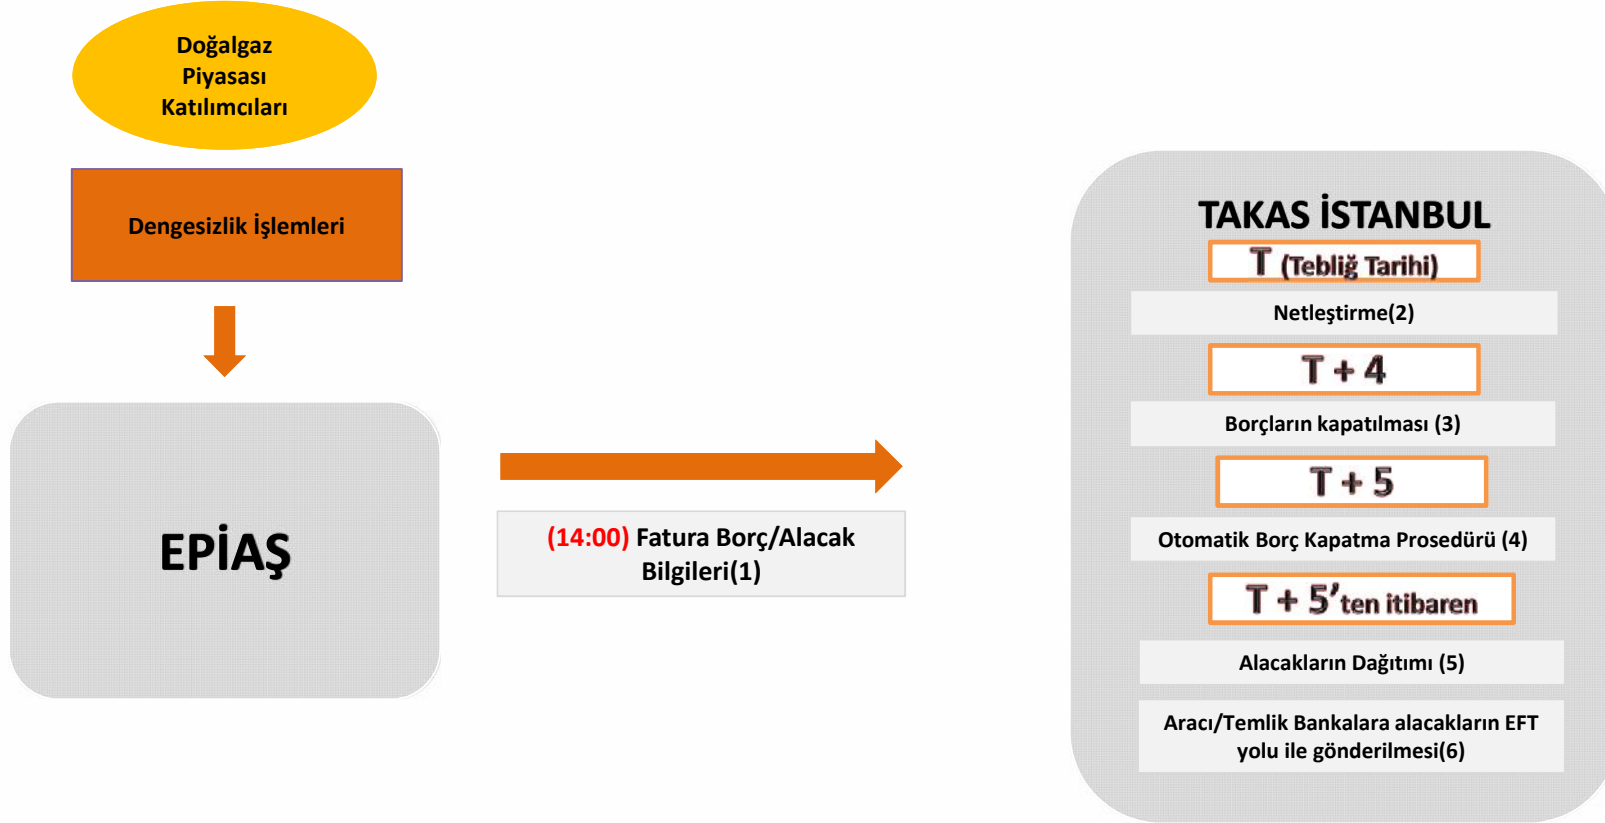 Doğalgaz
Piyasası
Katılımcıları
Dengesizlik İşlemleri
EPİAŞ
(14:00) Fatura Borç/Alacak
Bilgileri(1)
TAKAS İSTANBUL
T (Tebliğ Tarihi)
Netleştirme(2)
T + 4
Borçların kapatılması (3)
T + 5
Otomatik Borç Kapatma Prosedürü (4)
T + 5’ten itibaren
Alacakların Dağıtımı (5)
Aracı/Temlik Bankalara alacakların EFT
yolu ile gönderilmesi(6)